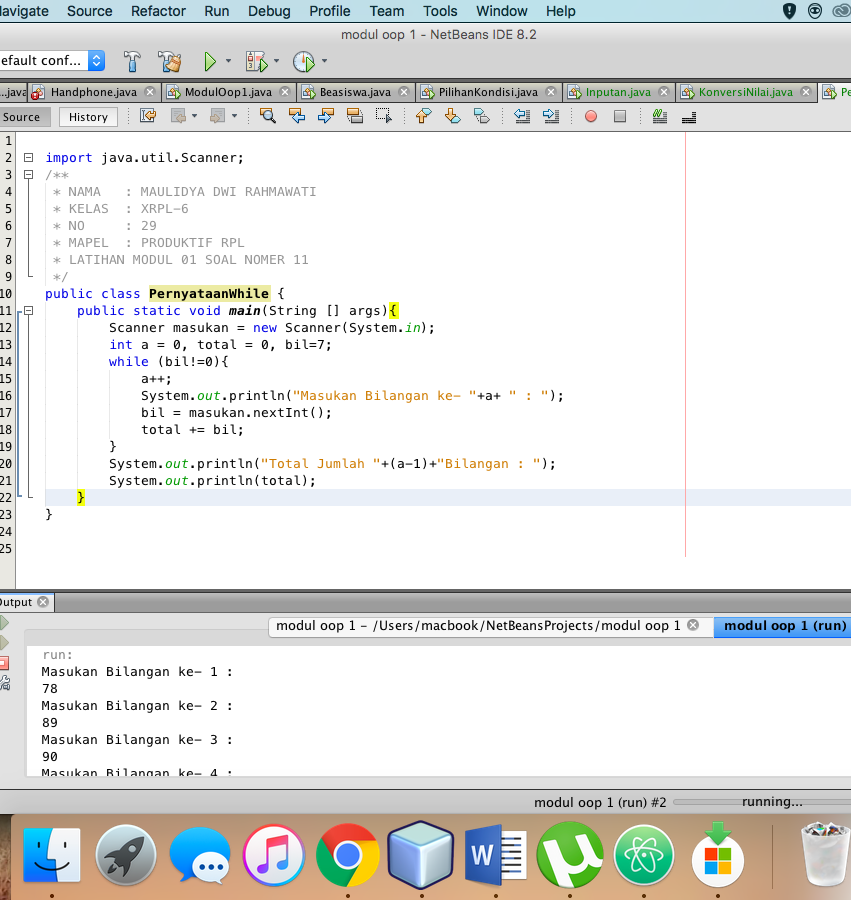 Navigate Source Refactor Run Debug Profile Team Tools Window Help
modul oop 1 - NetBeans IDE 8.2
efault conf...
...java Handphone.java ModulOop1.java Beasiswa.java PilihanKondisi.java Inputan.java KonversiNilai.java Pe
Source History
1
2 import java.util.Scanner;
3 /**
4 * NAMA : MAULIDYA DWI RAHMAWATI
5 * KELAS : XRPL-6
6 * NO : 29
7 * MAPEL : PRODUKTIF RPL
8 * LATIHAN MODUL 01 SOAL NOMER 11
9 */
10 public class PernyataanWhile {
11 public static void main(String [] args){
12 Scanner masukan = new Scanner(System.in);
13 int a = 0, total = 0, bil=7;
14 while (bil!=0){
15 a++;
16 System.out.println("Masukan Bilangan ke- "+a+ " : ");
17 bil = masukan.nextInt();
18 total += bil;
19 }
20 System.out.println("Total Jumlah "+(a-1)+"Bilangan : ");
21 System.out.println(total);
22 }
23 }
24
25
Output
modul oop 1 - /Users/macbook/NetBeansProjects/modul oop 1 modul oop 1 (run)
run:
Masukan Bilangan ke- 1 :
78
Masukan Bilangan ke- 2 :
89
Masukan Bilangan ke- 3 :
90
Masukan Bilangan ke- 4 :
modul oop 1 (run) #2 running...
W